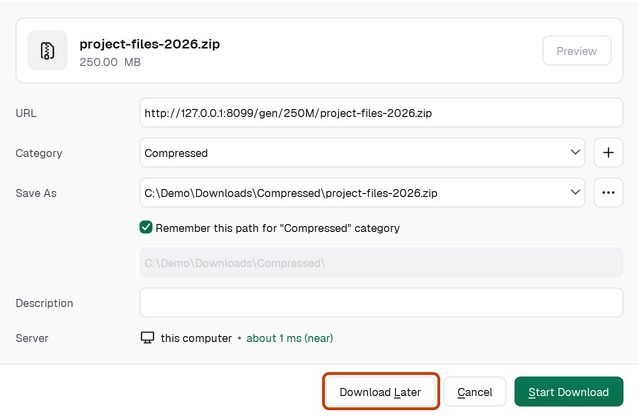 project-files-2026.zip
250.00 MB
Preview
URL
http://127.0.0.1:8099/gen/250M/project-files-2026.zip
Category
Compressed
Save As
C:\Demo\Downloads\Compressed\project-files-2026.zip
Remember this path for "Compressed" category
C:\Demo\Downloads\Compressed\
Description
Server
this computer • about 1 ms (near)
Download Later
Cancel
Start Download